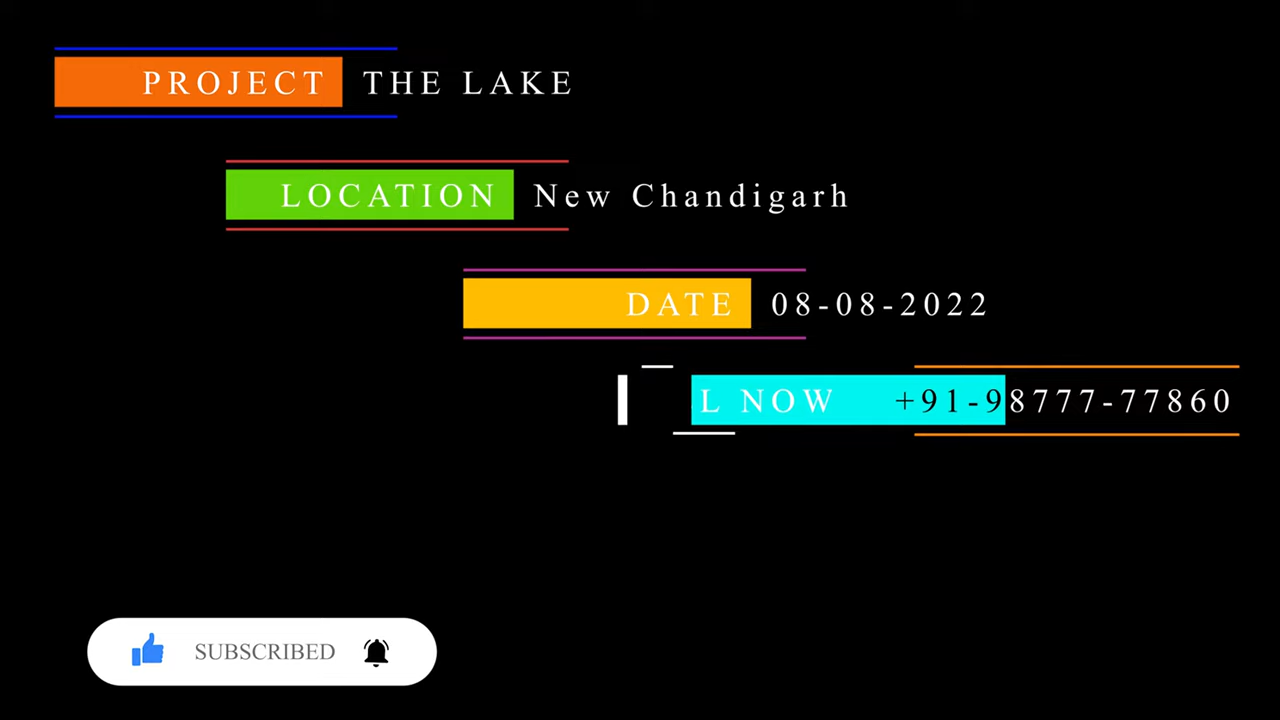 PROJECT THE LAKE
LOCATION New Chandigarh
DATE 08-08-2022
L NOW +91-98777-77860
SUBSCRIBED